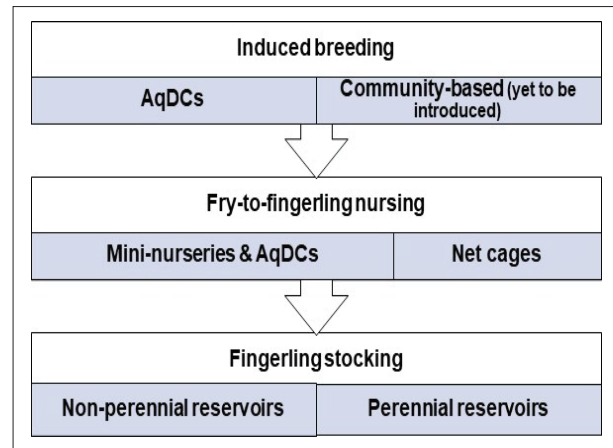 Induced breeding
AqDCs
Community-based (yet to be
introduced)
Fry-to-fingerling nursing
Mini-nurseries & AqDCs
Net cages
Fingerling stocking
Non-perennial reservoirs
Perennial reservoirs